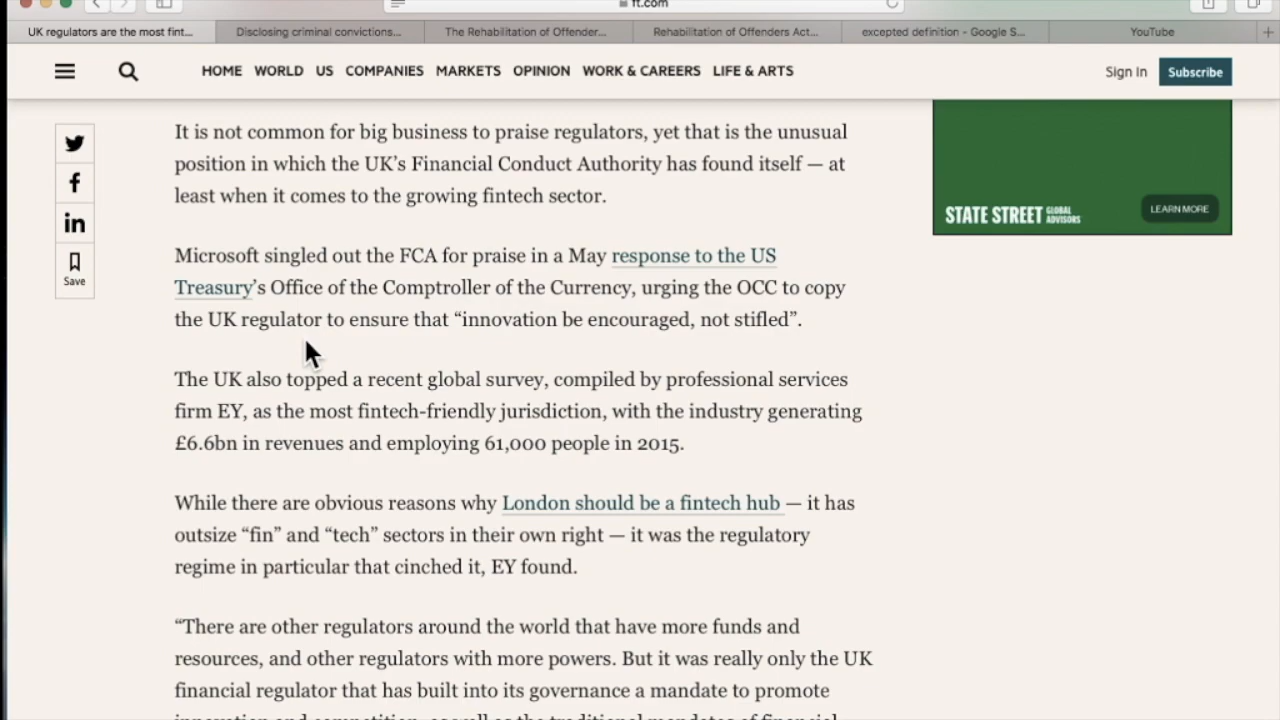 ft.com
UK regulators are the most fint...
Disclosing criminal convictions...
The Rehabilitation of Offender...
Rehabilitation of Offenders Act...
excepted definition - Google S...
YouTube
HOME WORLD US COMPANIES MARKETS OPINION WORK & CAREERS LIFE & ARTS
Sign In
Subscribe
It is not common for big business to praise regulators, yet that is the unusual
position in which the UK’s Financial Conduct Authority has found itself — at
least when it comes to the growing fintech sector.
Microsoft singled out the FCA for praise in a May response to the US
Treasury’s Office of the Comptroller of the Currency, urging the OCC to copy
the UK regulator to ensure that “innovation be encouraged, not stifled”.
The UK also topped a recent global survey, compiled by professional services
firm EY, as the most fintech-friendly jurisdiction, with the industry generating
£6.6bn in revenues and employing 61,000 people in 2015.
While there are obvious reasons why London should be a fintech hub — it has
outsize “fin” and “tech” sectors in their own right — it was the regulatory
regime in particular that cinched it, EY found.
“There are other regulators around the world that have more funds and
resources, and other regulators with more powers. But it was really only the UK
financial regulator that has built into its governance a mandate to promote
innovation and competition, as well as the traditional mandates of financial
Save
STATE STREET GLOBAL ADVISORS
LEARN MORE